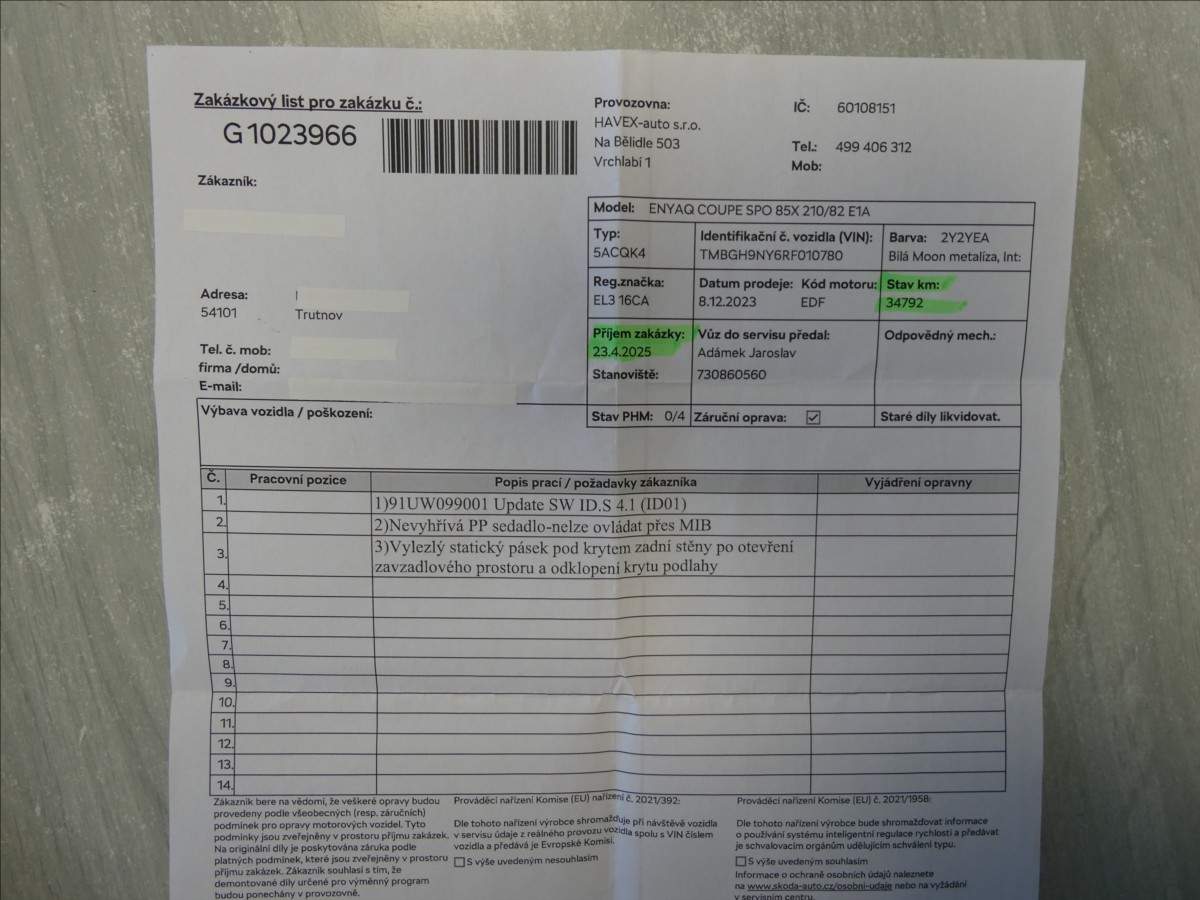 Zakázkový list pro zakázku č.:
G1023966
Provozovna:
HAVEX-auto s.r.o.
Na Bělidle 503
Vrchlabí 1
IČ: 60108151
Tel.: 499 406 312
Mob:
Zákazník:
Adresa:
54101 Trutnov
Tel. č. mob:
firma /domů:
E-mail:
Model: ENYAQ COUPE SPO 85X 210/82 E1A
Typ:
5ACQK4
Identifikační č. vozidla (VIN):
TMBGH9NY6RF010780
Barva: 2Y2YEA
Bílá Moon metalíza, Int:
Reg.značka:
EL3 16CA
Datum prodeje:
8.12.2023
Kód motoru:
EDF
Stav km:
34792
Příjem zakázky:
23.4.2025
Stanoviště:
Vůz do servisu předal:
Adámek Jaroslav
730860560
Odpovědný mech.:
Stav PHM: 0/4
Záruční oprava:
Staré díly likvidovat.
Výbava vozidla / poškození:
Č. Pracovní pozice Popis prací / požadavky zákazníka Vyjádření opravny
1. 1)91UW099001 Update SW ID.S 4.1 (ID01)
2. 2)Nevyhřívá PP sedadlo-nelze ovládat přes MIB
3. 3)Vylezlý statický pásek pod krytem zadní stěny po otevření
zavzadlového prostoru a odklopení krytu podlahy
4.
5.
6.
7.
8.
9.
10.
11.
12.
13.
14.
Zákazník bere na vědomí, že veškeré opravy budou
provedeny podle všeobecných (resp. záručních)
podmínek pro opravy motorových vozidel. Tyto
podmínky jsou zveřejněny v prostoru příjmu zakázek.
Na originální díly je poskytována záruka podle
platných podmínek, které jsou zveřejněny v prostoru
příjmu zakázek. Zákazník souhlasí s tím, že
demontované díly určené pro výměnný program
budou ponechány v provozovně.
Prováděcí nařízení Komise (EU) nařízení č. 2021/392:
Dle tohoto nařízení výrobce shromažďuje při návštěvě vozidla
v servisu údaje z reálného provozu vozidla spolu s VIN číslem
vozidla a předává je Evropské Komisi.
S výše uvedeným nesouhlasím
Prováděcí nařízení Komise (EU) č. 2021/1958:
Dle tohoto nařízení výrobce bude shromažďovat informace
o používání systému inteligentní regulace rychlosti a předávat
je schvalovacím orgánům udělujícím schválení typu.
S výše uvedeným souhlasím
Informace o ochraně osobních údajů naleznete
na www.skoda-auto.cz/osobni-udaje nebo na vyžádání
v servisním centru.